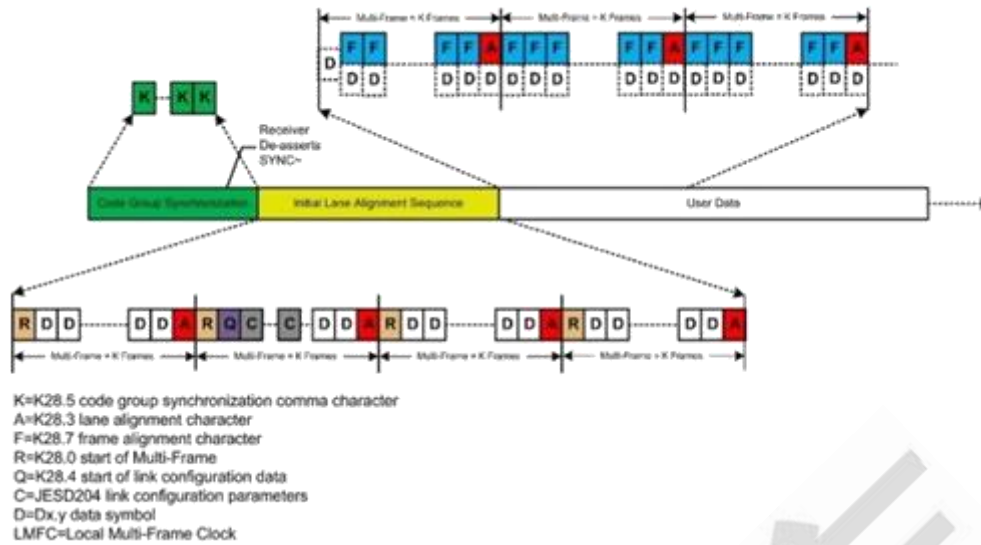 Multi-Frame = K Frames Multi-Frame = K Frames Multi-Frame = K Frames
F F F F A F F F F F A F F F F F A
D D D D D D D D D D D D D D D D D D
K K K
Receiver
De-asserts
SYNC~
Code Group Synchronization Initial Lane Alignment Sequence User Data
R D D D D A R Q C C D D A R D D D D A R D D D D A
Multi-Frame = K Frames Multi-Frame = K Frames Multi-Frame = K Frames Multi-Frame = K Frames
K=K28.5 code group synchronization comma character
A=K28.3 lane alignment character
F=K28.7 frame alignment character
R=K28.0 start of Multi-Frame
Q=K28.4 start of link configuration data
C=JESD204 link configuration parameters
D=Dx.y data symbol
LMFC=Local Multi-Frame Clock